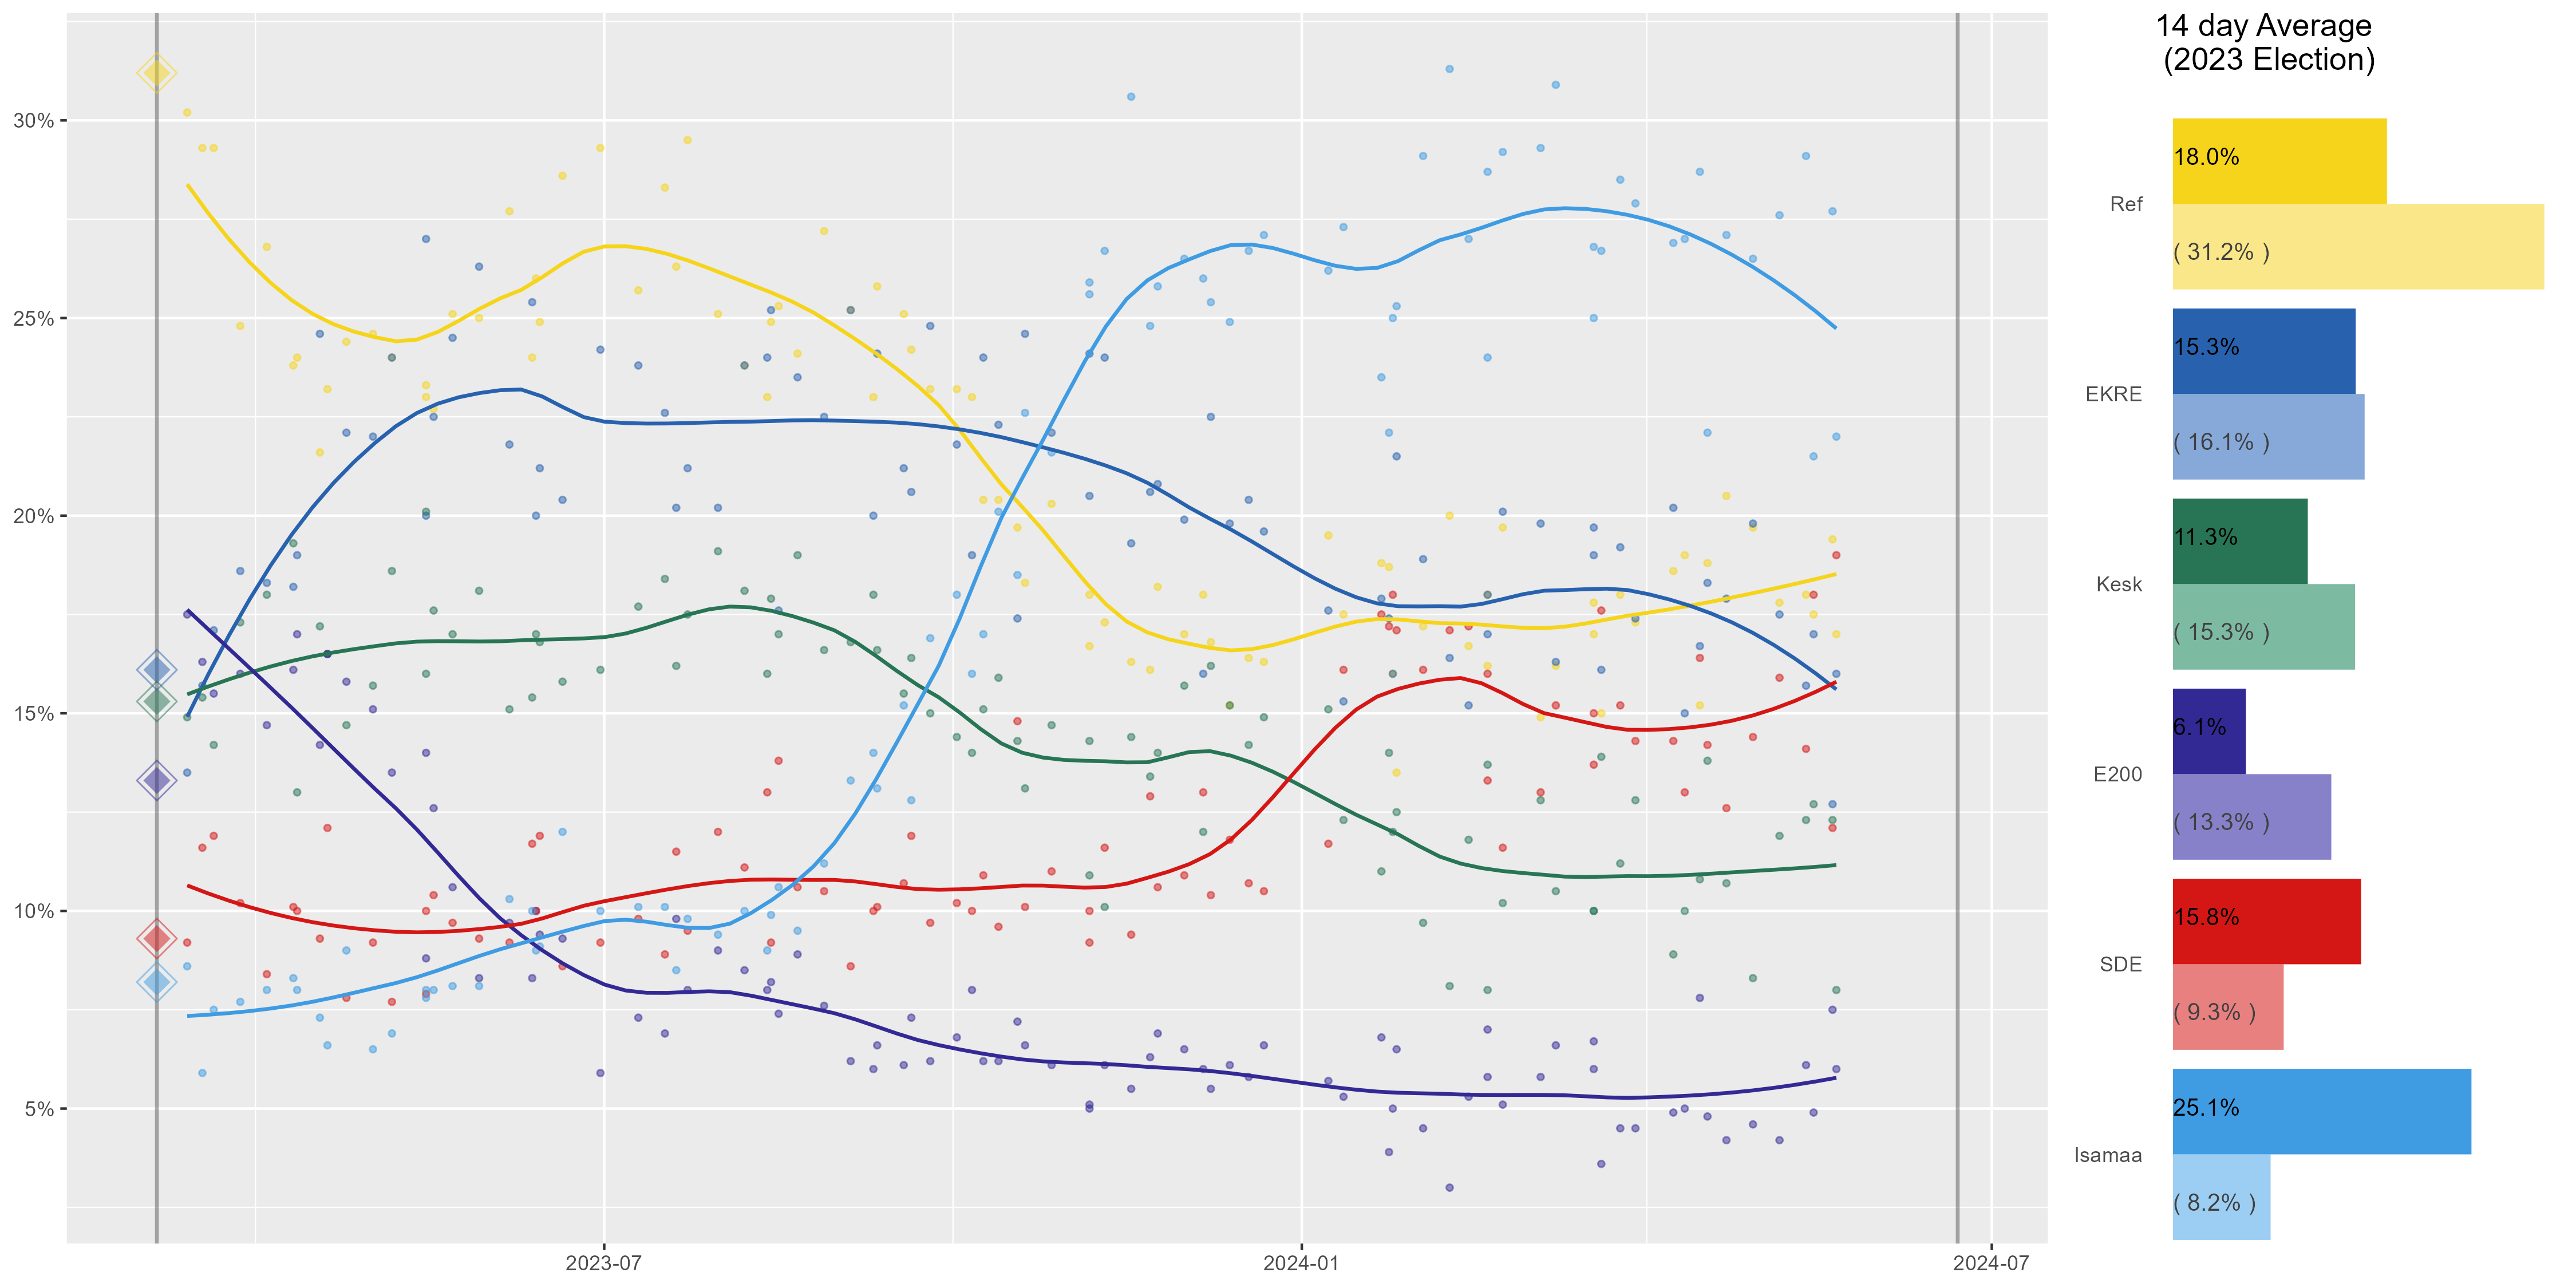 14 day Average
(2023 Election)
30%
25%
20%
15%
10%
5%
2023-07
2024-01
2024-07
Ref
18.0%
( 31.2% )
EKRE
15.3%
( 16.1% )
Kesk
11.3%
( 15.3% )
E200
6.1%
( 13.3% )
SDE
15.8%
( 9.3% )
Isamaa
25.1%
( 8.2% )